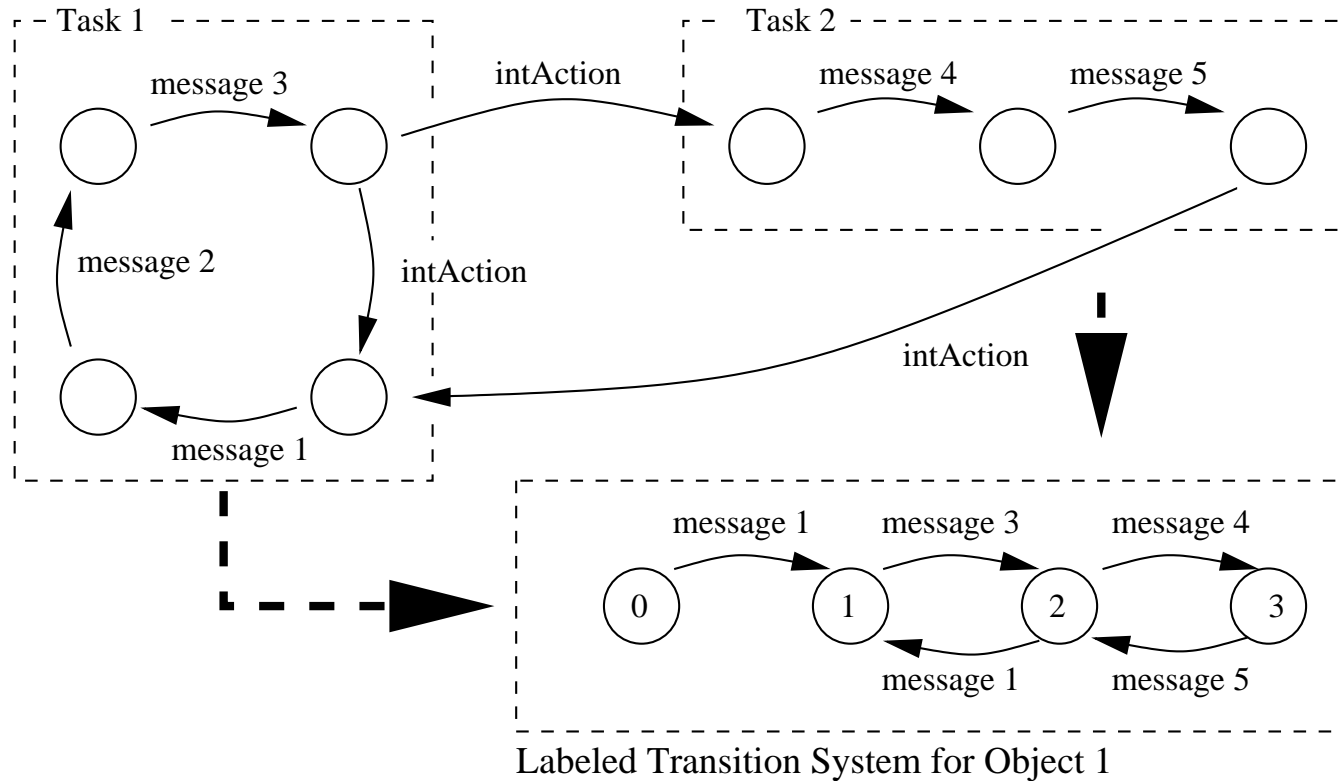 Task 1
Task 2
message 3
intAction
message 4
message 5
message 2
intAction
intAction
message 1
message 1
message 3
message 4
0
1
2
3
message 1
message 5
Labeled Transition System for Object 1